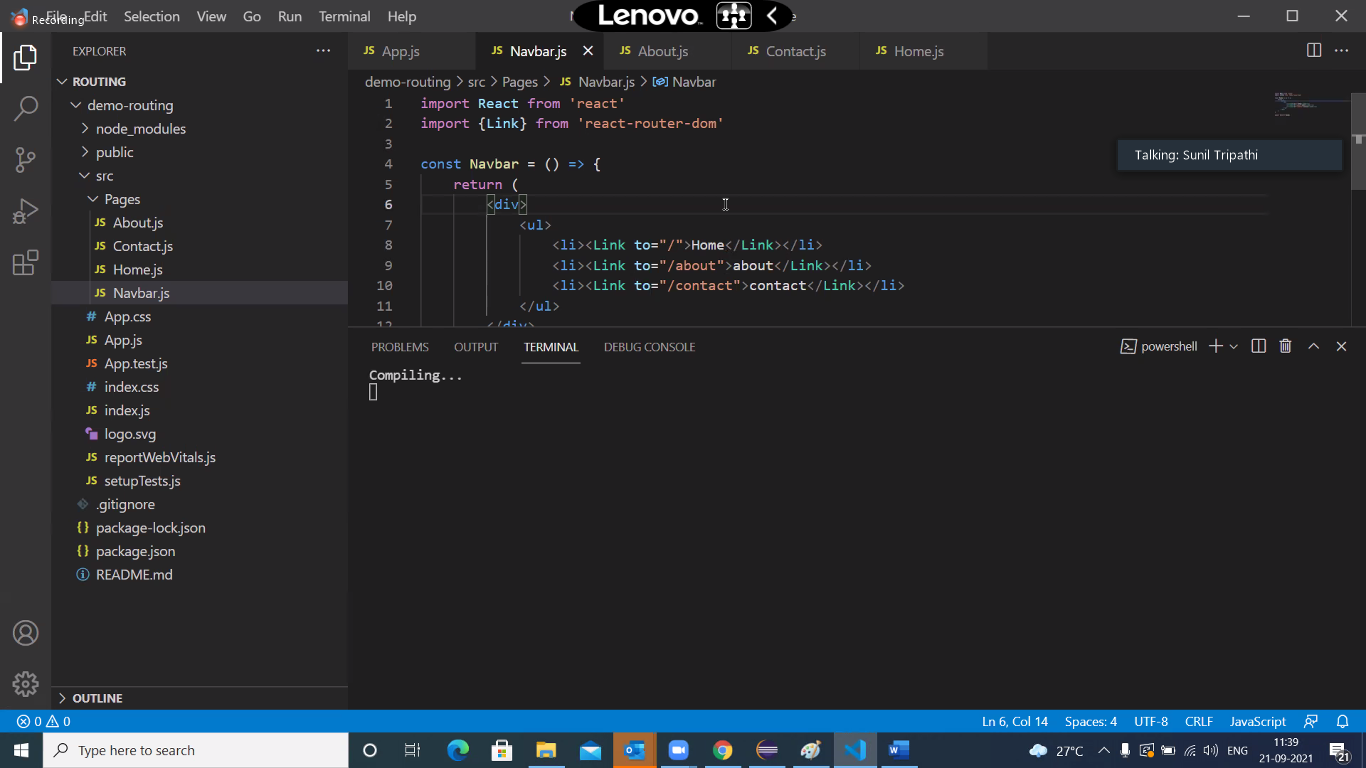 File Edit Selection View Go Run Terminal Help
Recording
Lenovo
EXPLORER
ROUTING
demo-routing
node_modules
public
src
Pages
JS About.js
JS Contact.js
JS Home.js
JS Navbar.js
# App.css
JS App.js
JS App.test.js
# index.css
JS index.js
logo.svg
JS reportWebVitals.js
JS setupTests.js
.gitignore
{} package-lock.json
{} package.json
README.md
OUTLINE
JS App.js JS Navbar.js JS About.js JS Contact.js JS Home.js
demo-routing > src > Pages > JS Navbar.js > Navbar
1 import React from 'react'
2 import {Link} from 'react-router-dom'
3
4 const Navbar = () => {
5 return (
6 <div>
7 <ul>
8 <li><Link to="/">Home</Link></li>
9 <li><Link to="/about">about</Link></li>
10 <li><Link to="/contact">contact</Link></li>
11 </ul>
12 </div>
Talking: Sunil Tripathi
PROBLEMS OUTPUT TERMINAL DEBUG CONSOLE powershell
Compiling...
0 0 Ln 6, Col 14 Spaces: 4 UTF-8 CRLF JavaScript
Type here to search
27°C ENG
11:39
21-09-2021
21